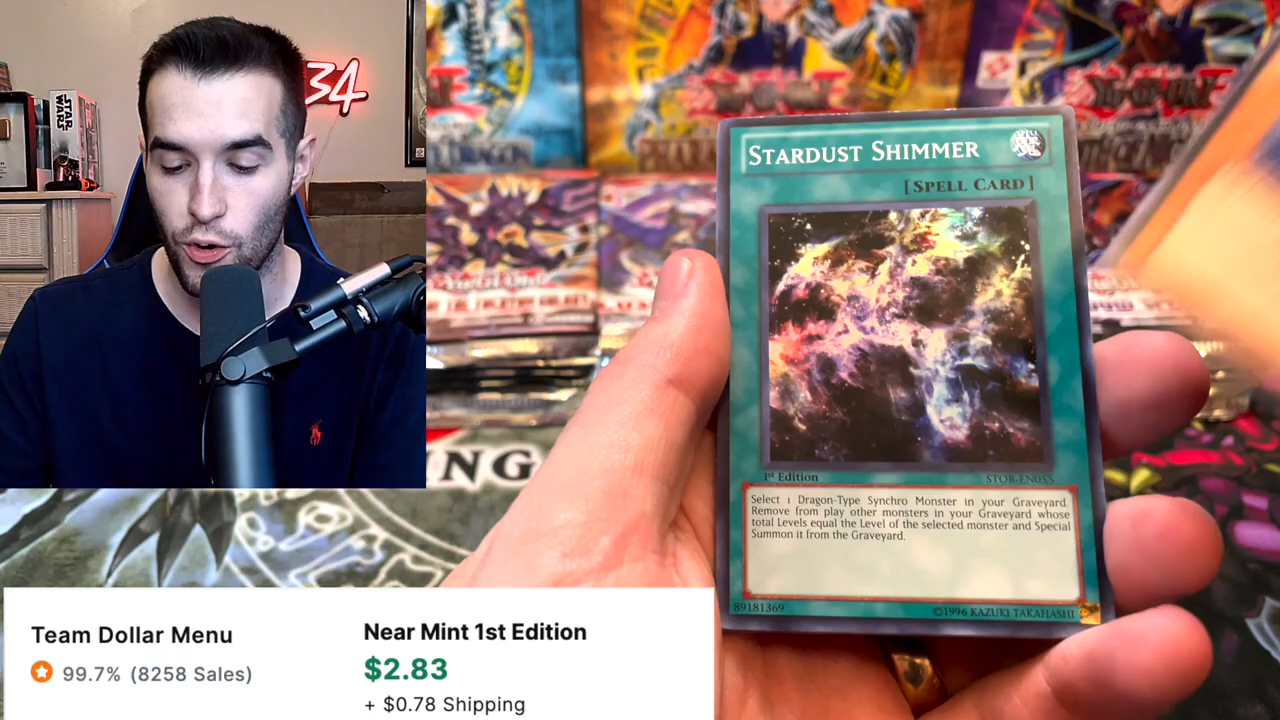 34
STAR
WARS
STARDUST SHIMMER
[SPELL CARD]
1st Edition
STOR-EN055
Select 1 Dragon-Type Synchro Monster in your Graveyard.
Remove from play other monsters in your Graveyard whose
total Levels equal the Level of the selected monster and Special
Summon it from the Graveyard.
89181369
©1996 KAZUKI TAKAHASHI
NG
Team Dollar Menu
99.7% (8258 Sales)
Near Mint 1st Edition
$2.83
+ $0.78 Shipping